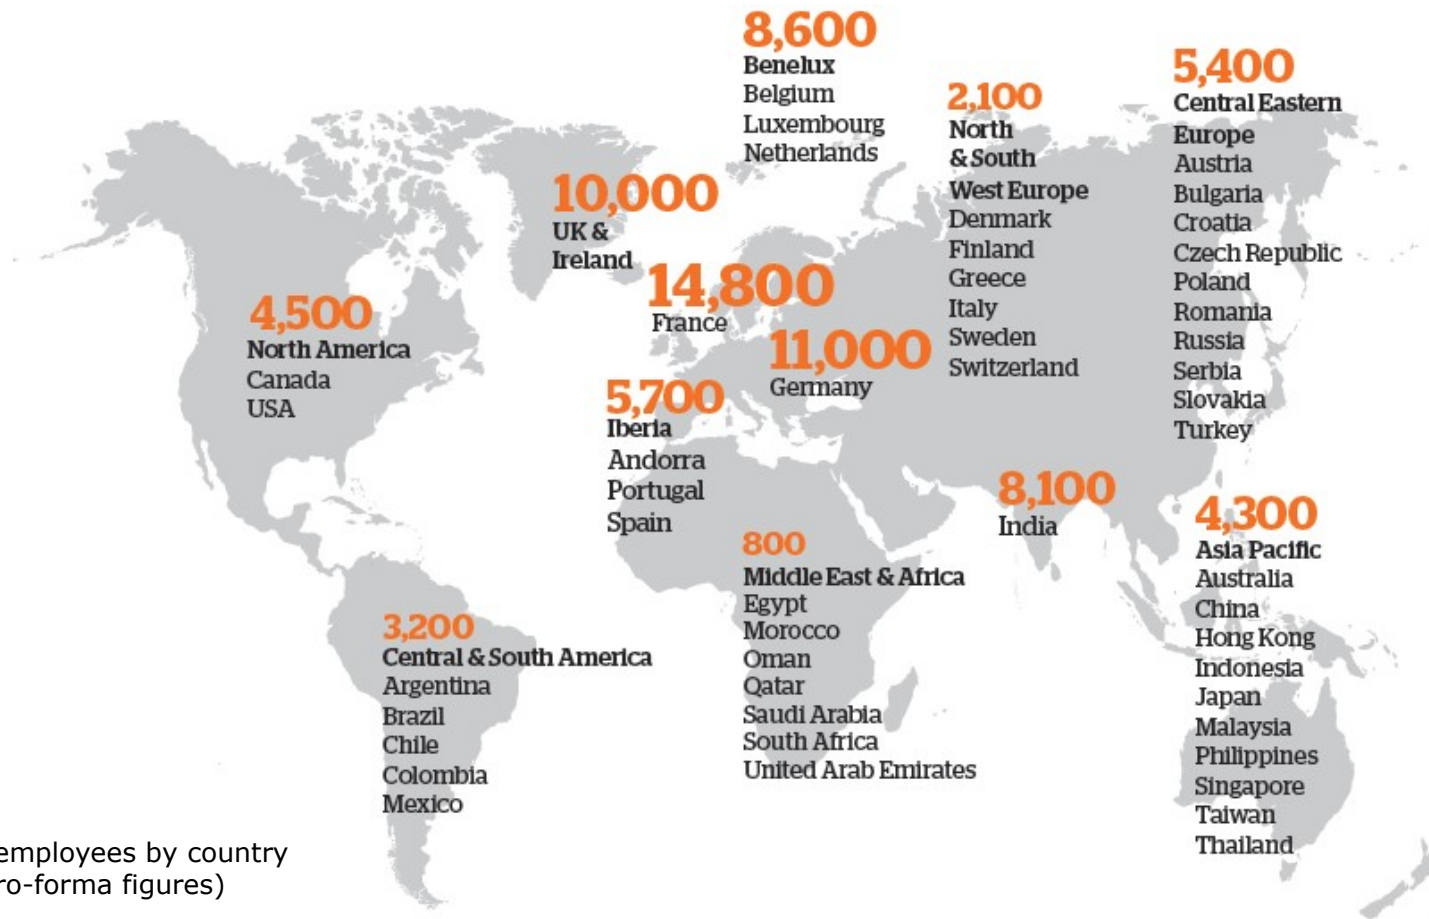 8,600
Benelux
Belgium
Luxembourg
Netherlands
2,100
North
& South
West Europe
Denmark
Finland
Greece
Italy
Sweden
Switzerland
5,400
Central Eastern
Europe
Austria
Bulgaria
Croatia
Czech Republic
Poland
Romania
Russia
Serbia
Slovakia
Turkey
10,000
UK &
Ireland
14,800
France
11,000
Germany
4,500
North America
Canada
USA
5,700
Iberia
Andorra
Portugal
Spain
8,100
India
4,300
Asia Pacific
Australia
China
Hong Kong
Indonesia
Japan
Malaysia
Philippines
Singapore
Taiwan
Thailand
800
Middle East & Africa
Egypt
Morocco
Oman
Qatar
Saudi Arabia
South Africa
United Arab Emirates
3,200
Central & South America
Argentina
Brazil
Chile
Colombia
Mexico
employees by country
ro-forma figures)